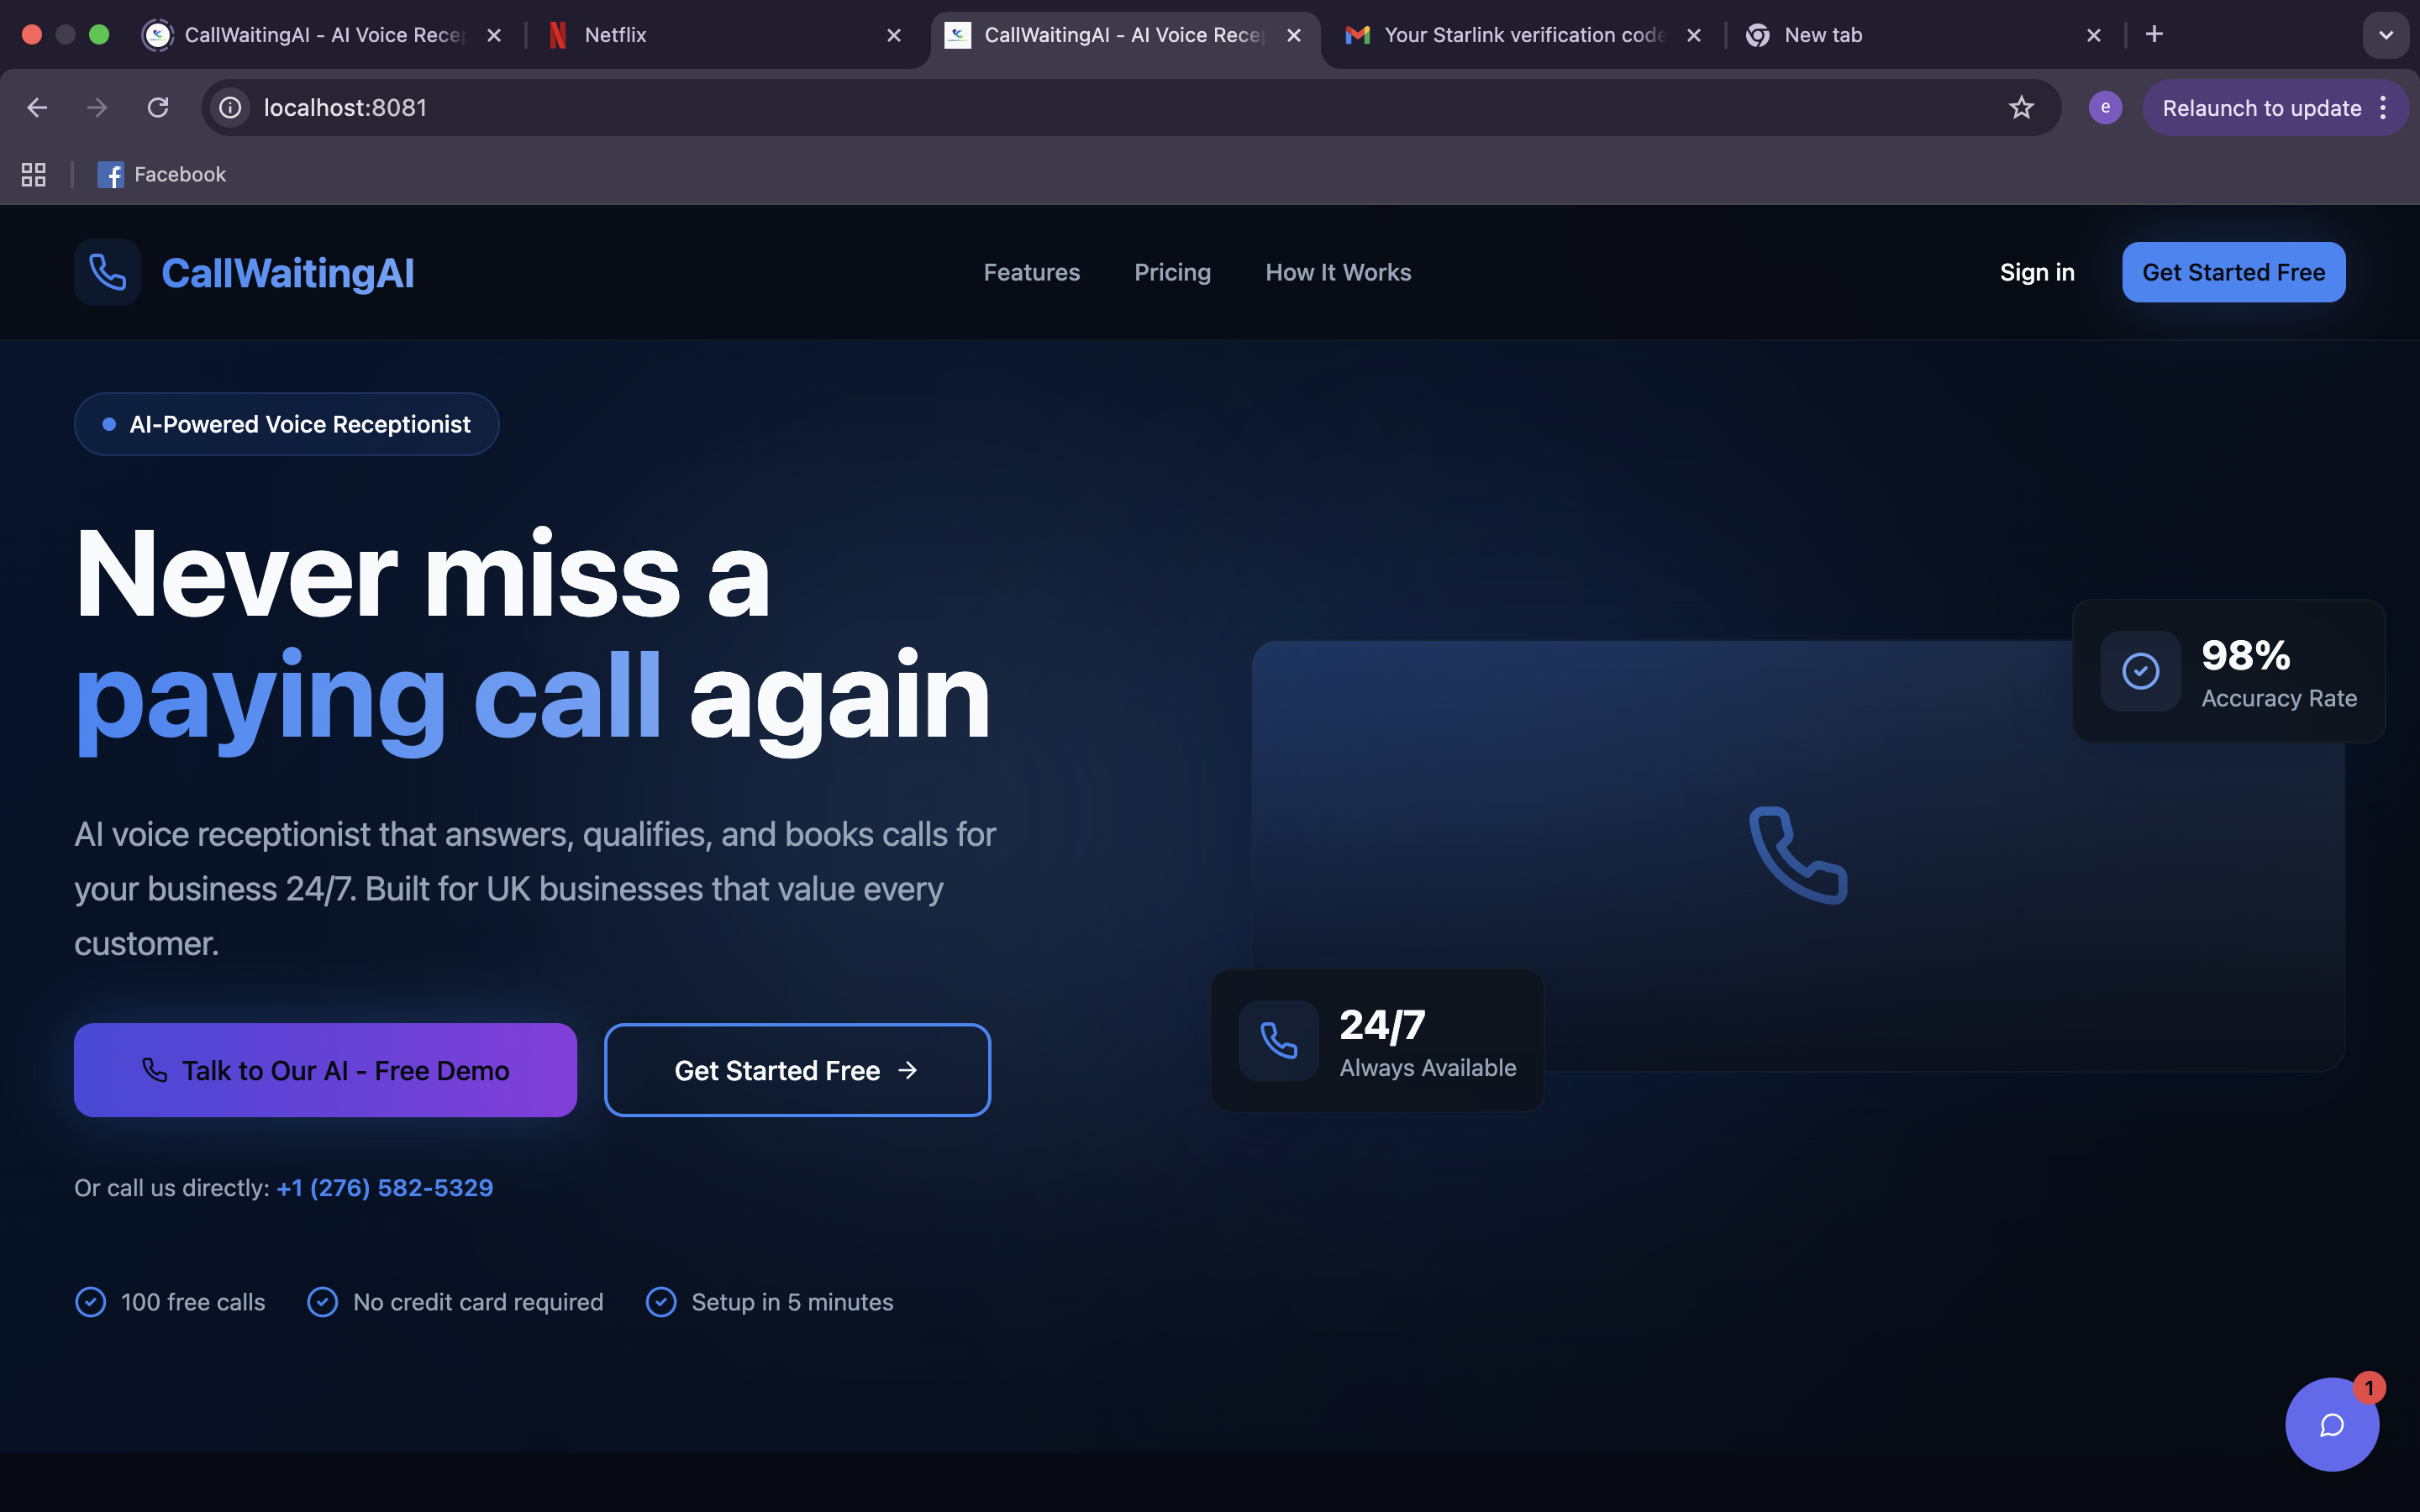 CallWaitingAI - AI Voice Rece
Netflix
CallWaitingAI - AI Voice Rece
Your Starlink verification code
New tab
localhost:8081
e
Relaunch to update
Facebook
CallWaitingAI
Features
Pricing
How It Works
Sign in
Get Started Free
AI-Powered Voice Receptionist
Never miss a
paying call again
AI voice receptionist that answers, qualifies, and books calls for
your business 24/7. Built for UK businesses that value every
customer.
98%
Accuracy Rate
24/7
Always Available
Talk to Our AI - Free Demo
Get Started Free →
Or call us directly: +1 (276) 582-5329
100 free calls
No credit card required
Setup in 5 minutes
1